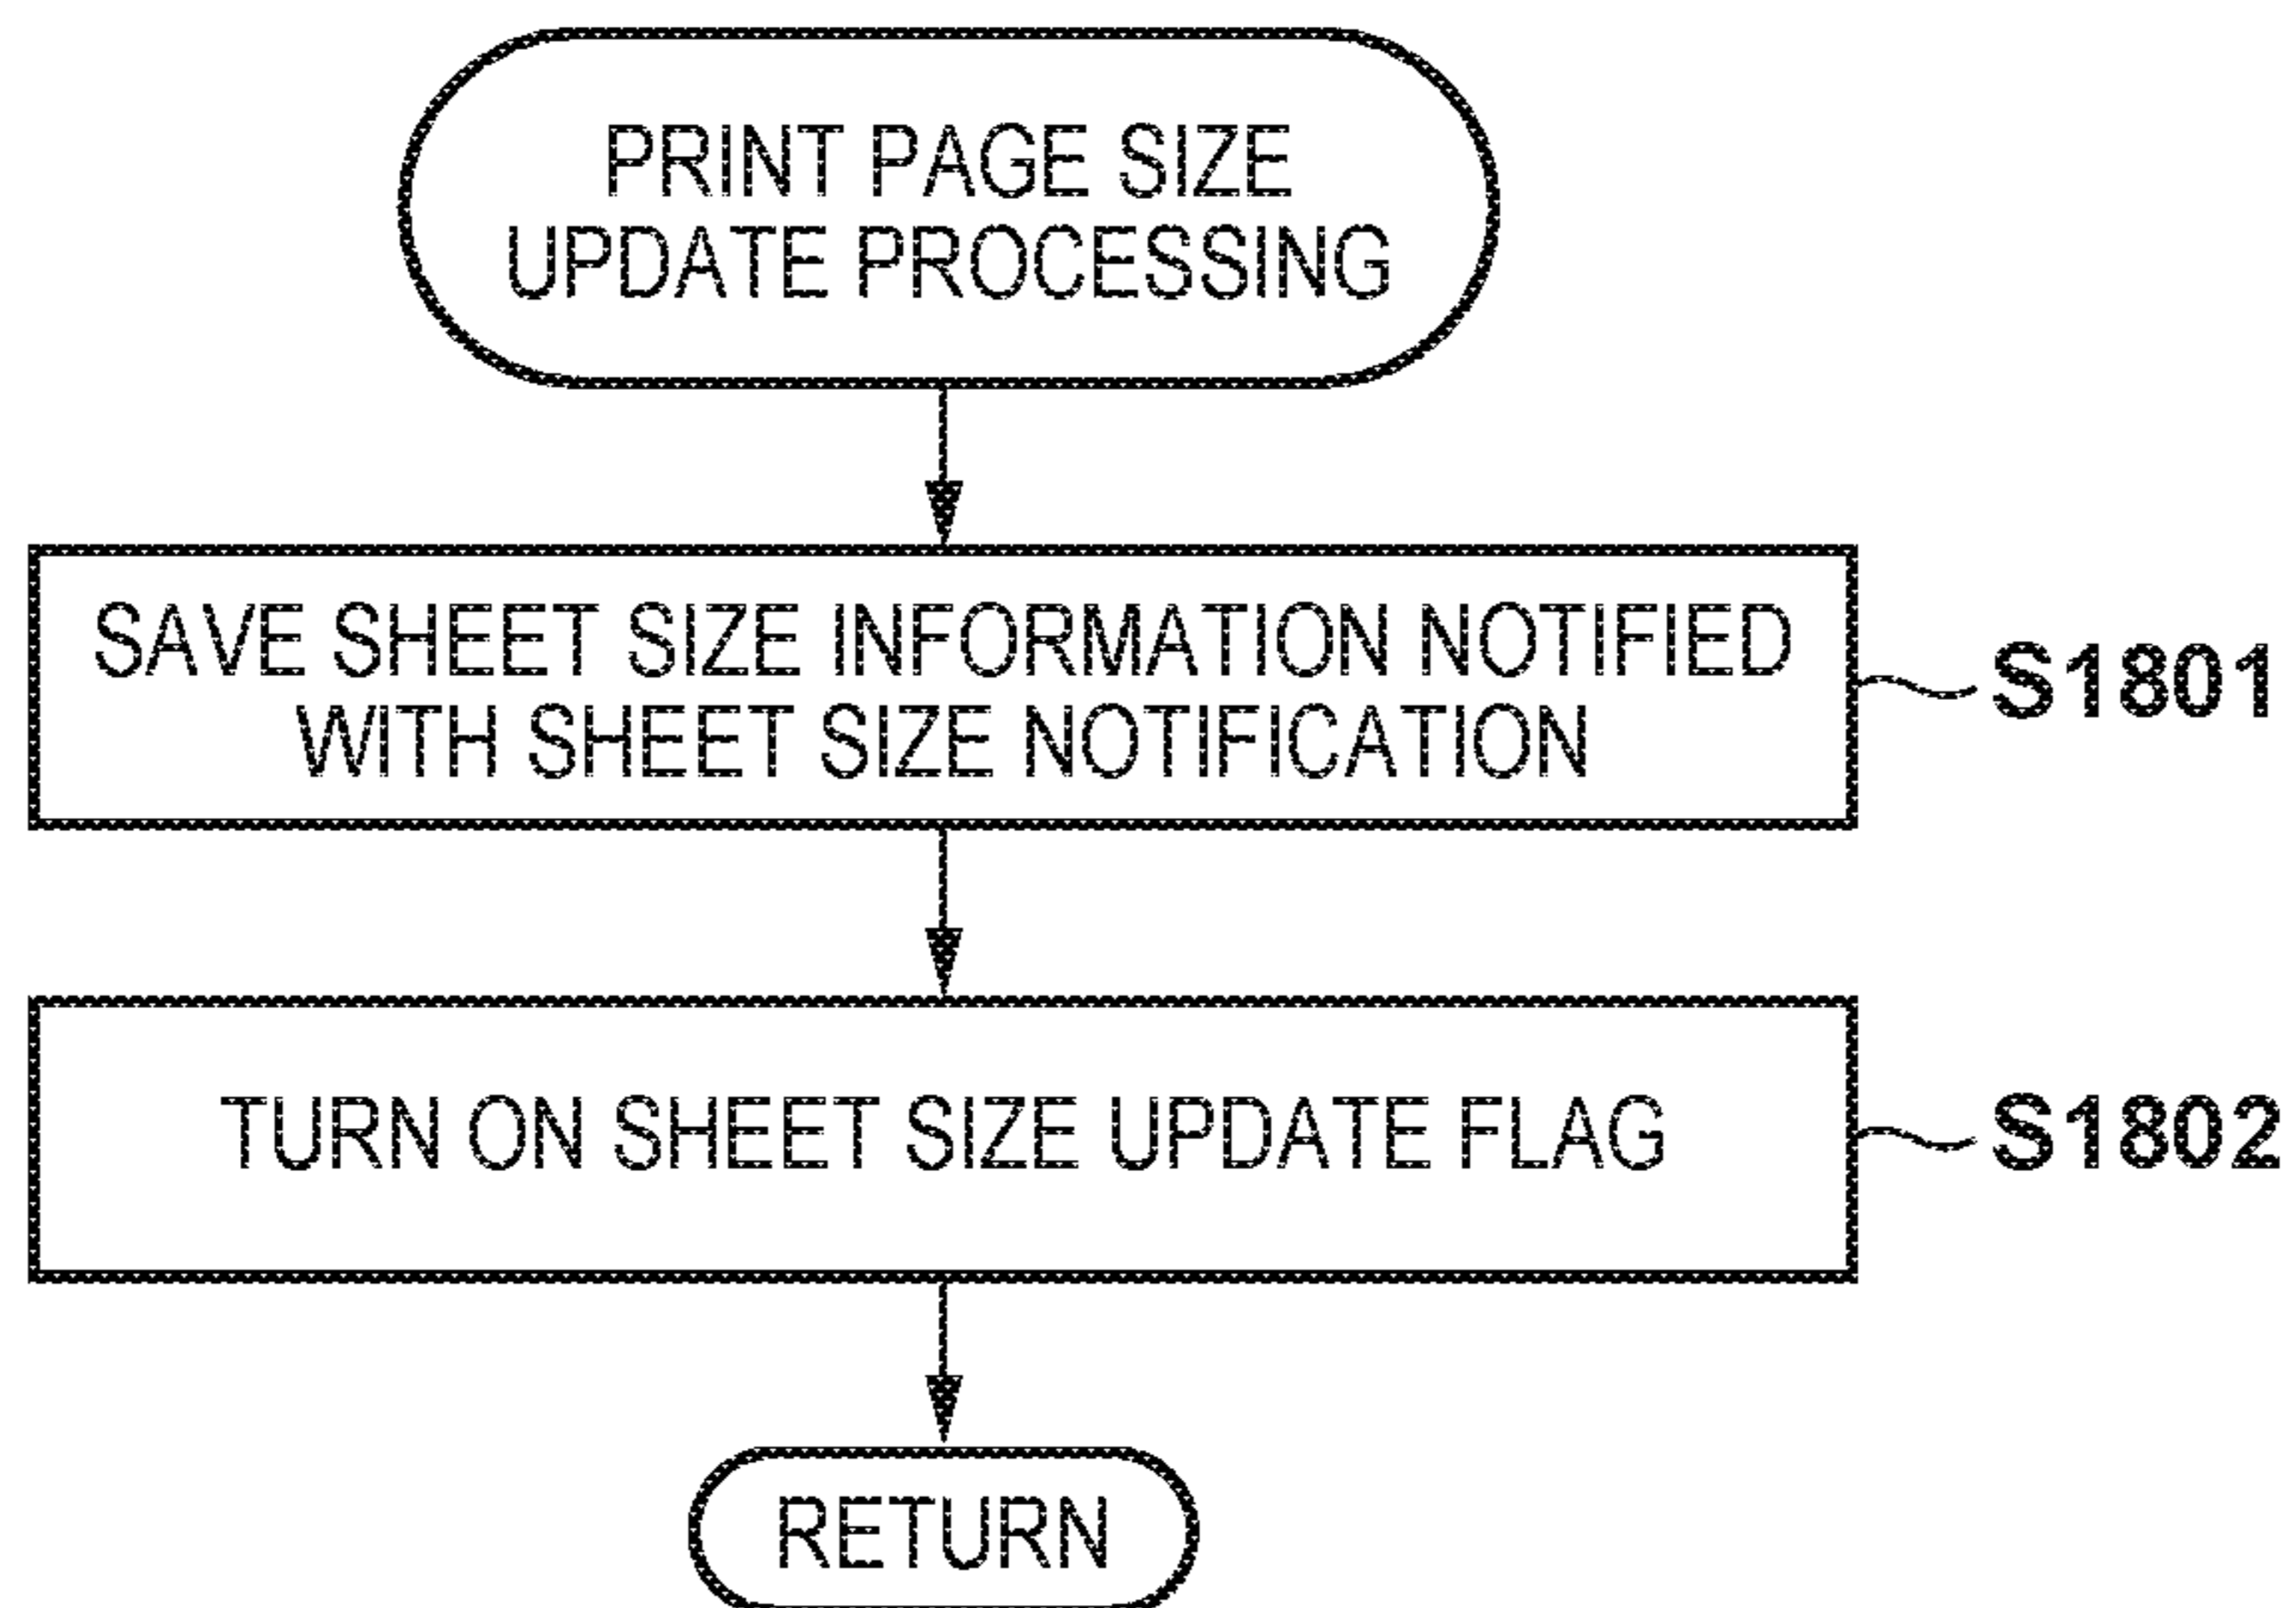 PRINT PAGE SIZE
UPDATE PROCESSING
SAVE SHEET SIZE INFORMATION NOTIFIED
WITH SHEET SIZE NOTIFICATION
S1801
TURN ON SHEET SIZE UPDATE FLAG
S1802
RETURN